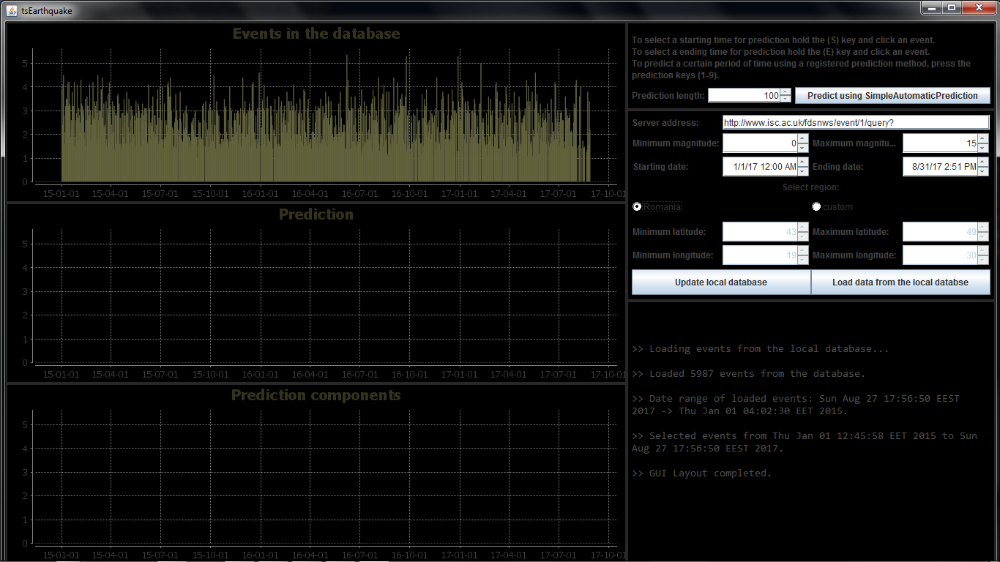 tsEarthquake
Events in the database
5
4
3
2
1
0
15-01-01 15-04-01 15-07-01 15-10-01 16-01-01 16-04-01 16-07-01 16-10-01 17-01-01 17-04-01 17-07-01 17-10-01
Prediction
5
4
3
2
1
0
15-01-01 15-04-01 15-07-01 15-10-01 16-01-01 16-04-01 16-07-01 16-10-01 17-01-01 17-04-01 17-07-01 17-10-01
Prediction components
5
4
3
2
1
0
15-01-01 15-04-01 15-07-01 15-10-01 16-01-01 16-04-01 16-07-01 16-10-01 17-01-01 17-04-01 17-07-01 17-10-01
To select a starting time for prediction hold the (S) key and click an event.
To select a ending time for prediction hold the (E) key and click an event.
To predict a certain period of time using a registered prediction method, press the
prediction keys (1-9).
Prediction length: 100 Predict using SimpleAutomaticPrediction
Server address: http://www.isc.ac.uk/fdsnws/event/1/query?
Minimum magnitude: 0 Maximum magnitu... 15
Starting date: 1/1/17 12:00 AM Ending date: 8/31/17 2:51 PM
Select region:
Romania custom
Minimum latitude: 43 Maximum latitude: 49
Minimum longitude: 19 Maximum longitude: 30
Update local database Load data from the local databse
>> Loading events from the local database...
>> Loaded 5987 events from the database.
>> Date range of loaded events: Sun Aug 27 17:56:50 EEST
2017 -> Thu Jan 01 04:02:30 EET 2015.
>> Selected events from Thu Jan 01 12:45:58 EET 2015 to Sun
Aug 27 17:56:50 EEST 2017.
>> GUI Layout completed.